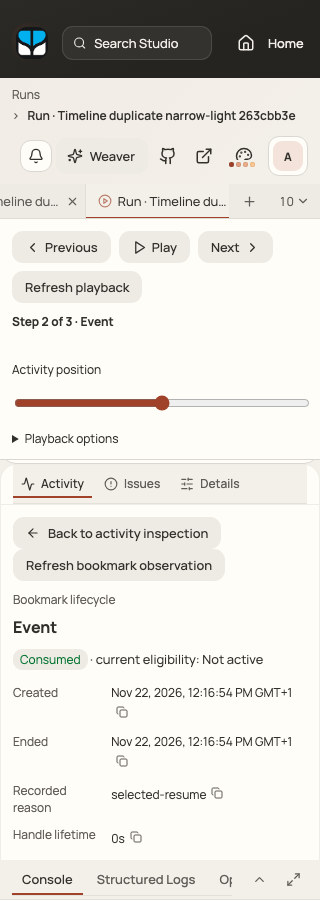 Search Studio
Home
Runs
Run · Timeline duplicate narrow-light 263cbb3e
Weaver
A
neline du...
Run · Timeline du...
10
Previous
Play
Next
Refresh playback
Step 2 of 3 · Event
Activity position
Playback options
Activity
Issues
Details
Back to activity inspection
Refresh bookmark observation
Bookmark lifecycle
Event
Consumed · current eligibility: Not active
Created
Nov 22, 2026, 12:16:54 PM GMT+1
Ended
Nov 22, 2026, 12:16:54 PM GMT+1
Recorded
reason
selected-resume
Handle lifetime
0s
Console
Structured Logs